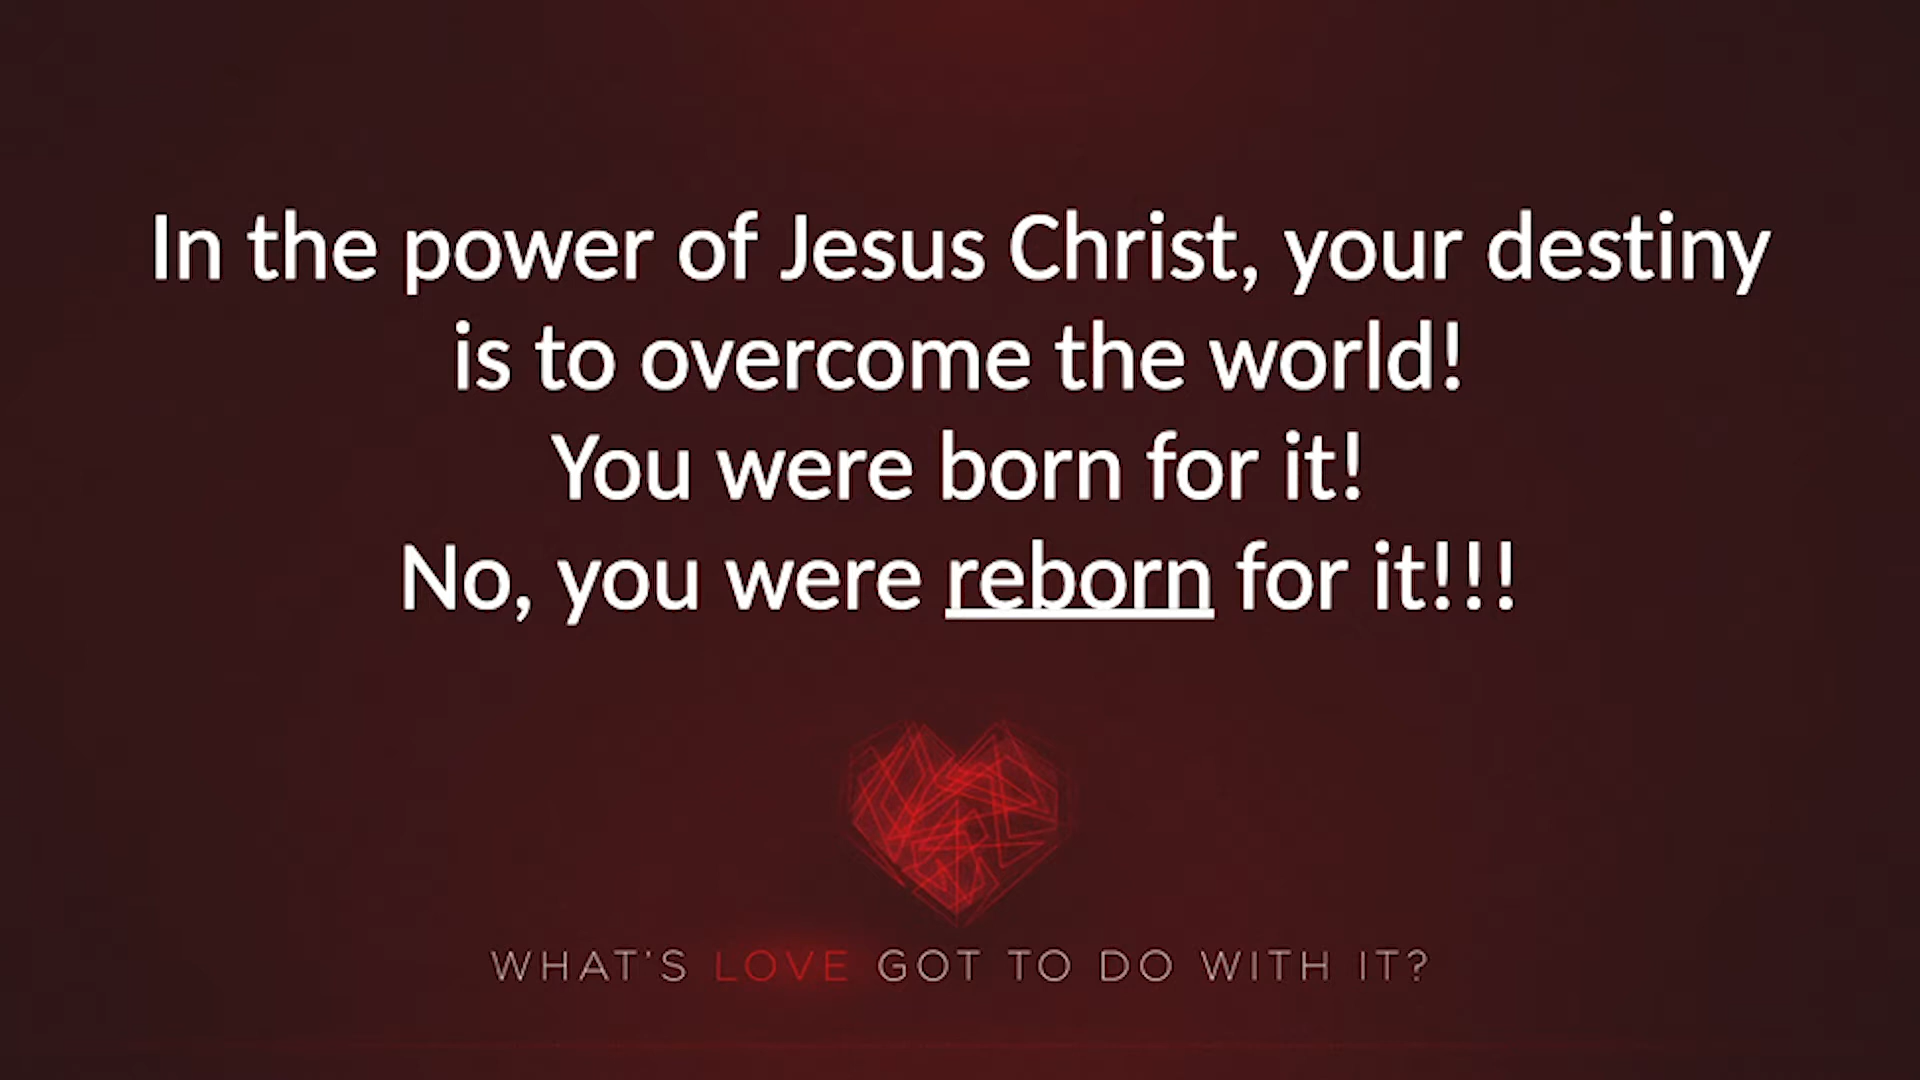 In the power of Jesus Christ, your destiny
is to overcome the world!
You were born for it!
No, you were reborn for it!!!
WHAT'S LOVE GOT TO DO WITH IT?